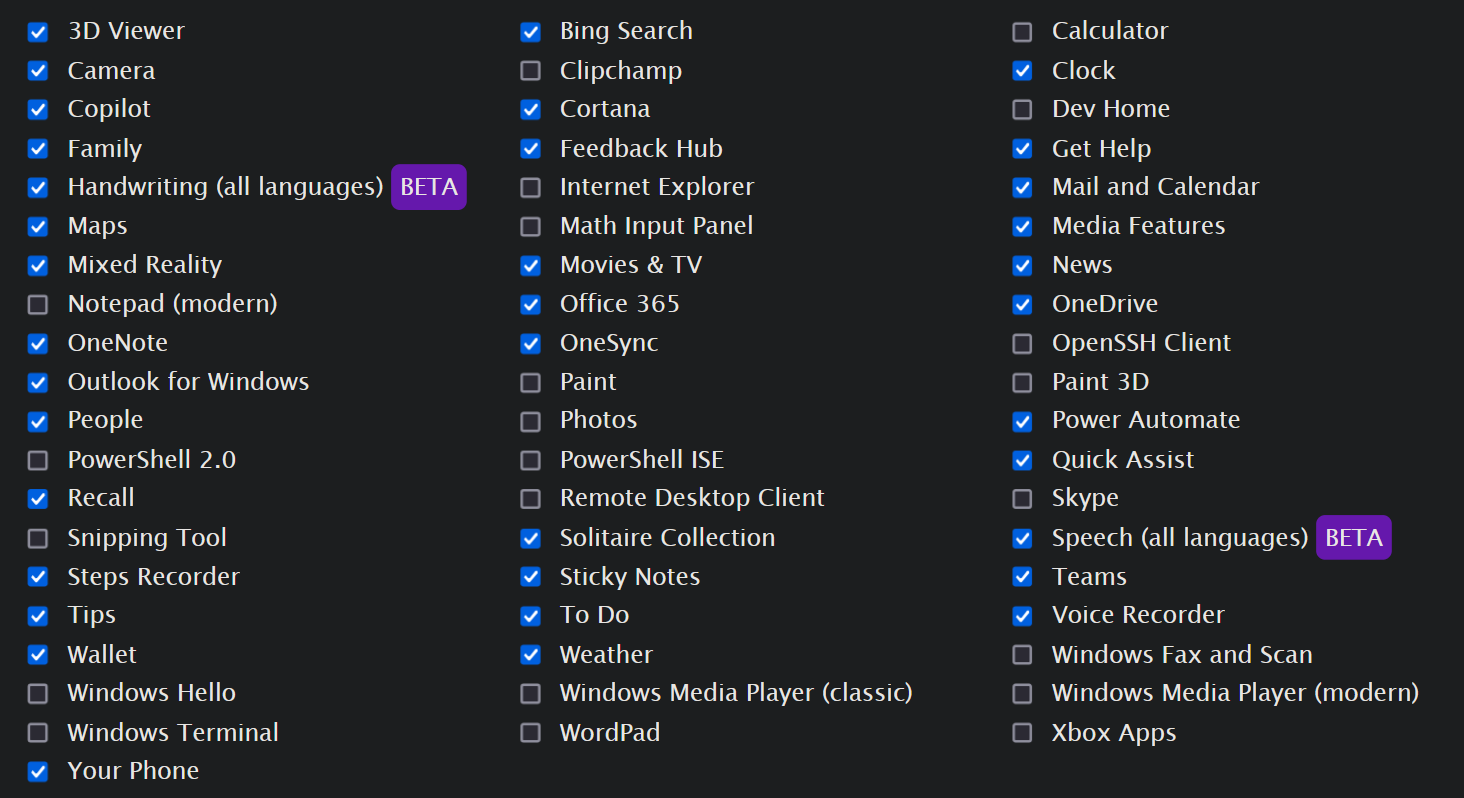 3D Viewer Bing Search Calculator
Camera Clipchamp Clock
Copilot Cortana Dev Home
Family Feedback Hub Get Help
Handwriting (all languages) BETA Internet Explorer Mail and Calendar
Maps Math Input Panel Media Features
Mixed Reality Movies & TV News
Notepad (modern) Office 365 OneDrive
OneNote OneSync OpenSSH Client
Outlook for Windows Paint Paint 3D
People Photos Power Automate
PowerShell 2.0 PowerShell ISE Quick Assist
Recall Remote Desktop Client Skype
Snipping Tool Solitaire Collection Speech (all languages) BETA
Steps Recorder Sticky Notes Teams
Tips To Do Voice Recorder
Wallet Weather Windows Fax and Scan
Windows Hello Windows Media Player (classic) Windows Media Player (modern)
Windows Terminal WordPad Xbox Apps
Your Phone